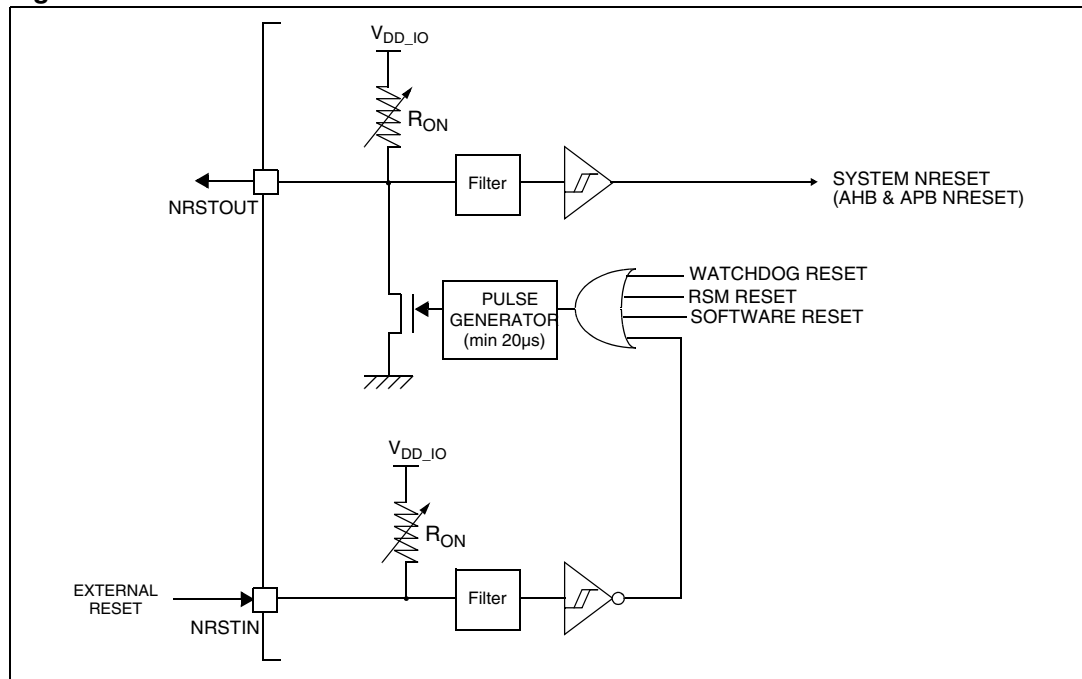 V_DD_IO
R_ON
Filter
NRSTOUT
SYSTEM NRESET
(AHB & APB NRESET)
WATCHDOG RESET
RSM RESET
SOFTWARE RESET
PULSE
GENERATOR
(min 20µs)
V_DD_IO
R_ON
EXTERNAL
RESET
NRSTIN
Filter